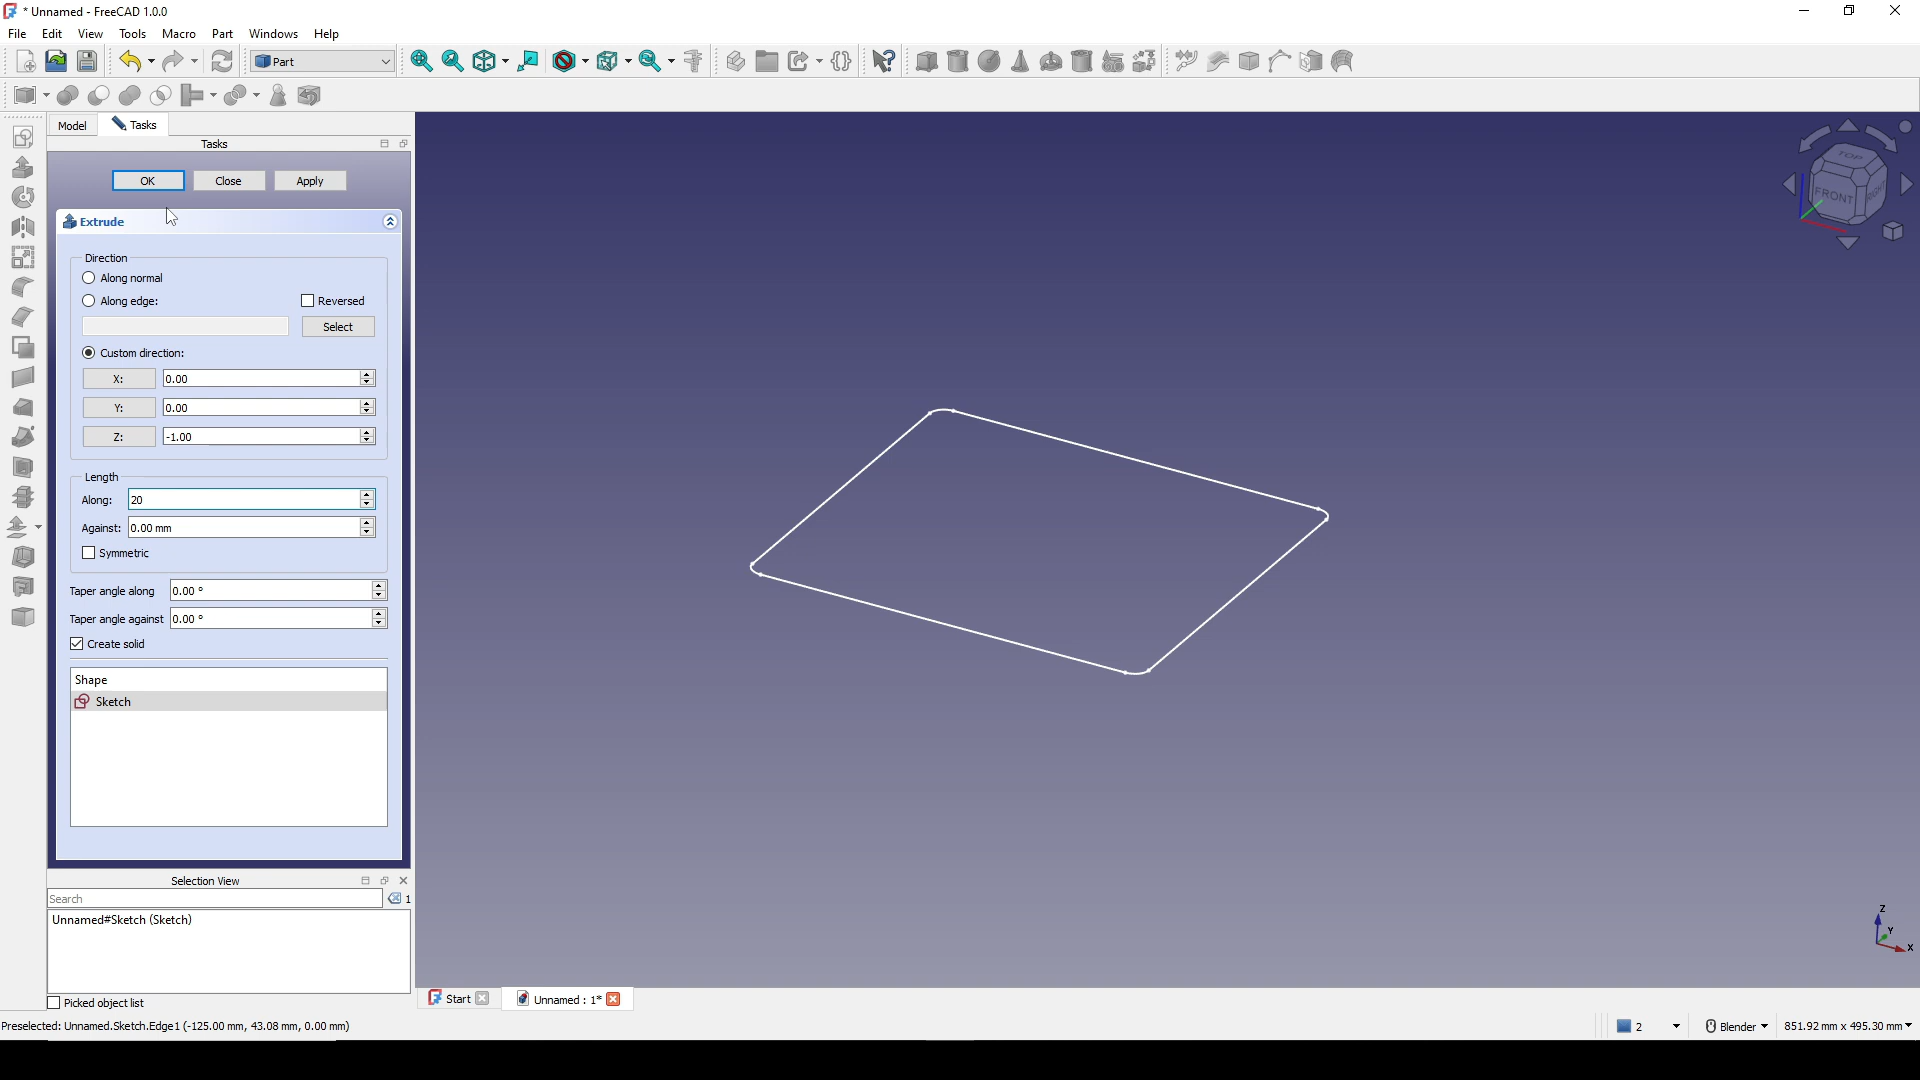 * Unnamed - FreeCAD 1.0.0
File Edit View Tools Macro Part Windows Help
Part
Model Tasks
Tasks
OK Close Apply
Extrude
Direction
Along normal
Along edge: Reversed
Select
Custom direction:
X: 0.00
Y: 0.00
Z: -1.00
Length
Along: 20
Against: 0.00 mm
Symmetric
Taper angle along 0.00 °
Taper angle against 0.00 °
Create solid
Shape
Sketch
Selection View
Search 1
Unnamed#Sketch (Sketch)
Picked object list
TOP
FRONT RIGHT
Z
Y
X
Start Unnamed : 1*
Preselected: Unnamed.Sketch.Edge1 (-125.00 mm, 43.08 mm, 0.00 mm) 2 Blender 851.92 mm x 495.30 mm